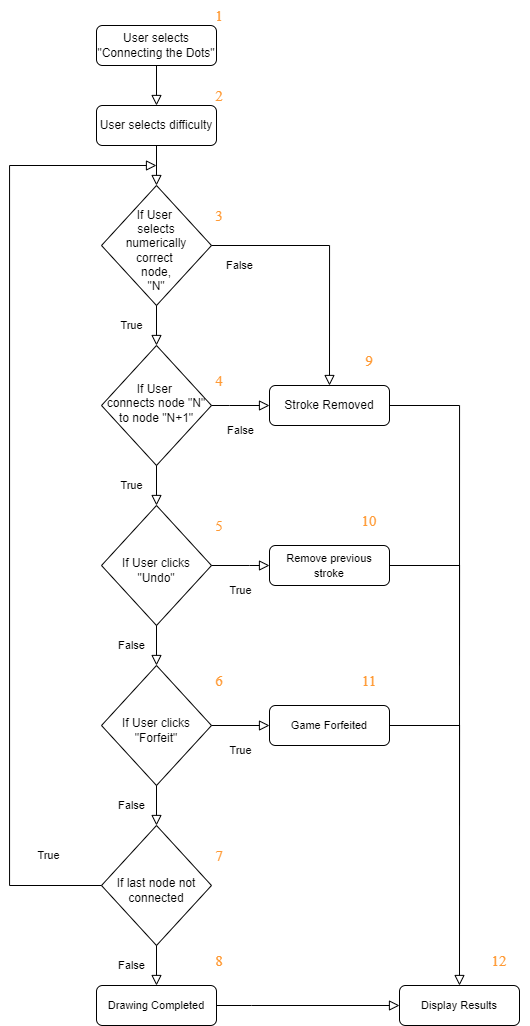 1
User selects
"Connecting the Dots"
2
User selects difficulty
3
If User
selects
numerically
correct
node,
"N"
False
True
9
4
If User
connects node "N"
to node "N+1"
Stroke Removed
False
True
10
5
If User clicks
"Undo"
Remove previous
stroke
True
False
6
11
If User clicks
"Forfeit"
Game Forfeited
True
False
True
7
If last node not
connected
False
8
12
Drawing Completed
Display Results